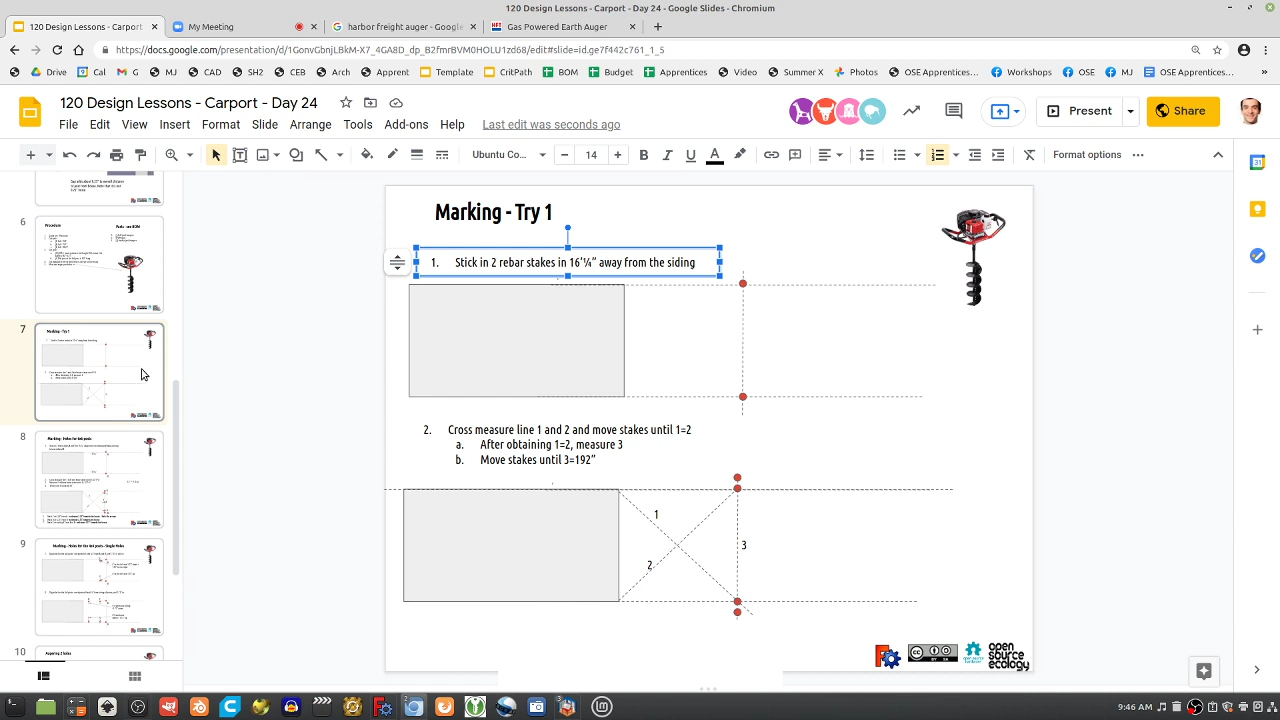 120 Design Lessons - Carport - Day 24 - Google Slides - Chromium
120 Design Lessons - Carport
My Meeting
harbor freight auger - Google
Gas Powered Earth Auger
https://docs.google.com/presentation/d/1GonvGbnjLBkM-X7_4GA8D_dp_B2fmrBVM0HOLU1zd68/edit#slide=id.ge7f442c761_1_5
Drive Cal M G MJ CAD SH2 CEB Arch Apprent Template CritPath BOM Budget Apprentices Video Summer X Photos OSE Apprentices... Workshops OSE MJ OSE Apprentices... »
120 Design Lessons - Carport - Day 24
File Edit View Insert Format Slide Arrange Tools Add-ons Help Last edit was seconds ago
Present
Share
Ubuntu Co...
14
B I U A
Format options
6
Procedure
7
Marking - Try 1
8
9
10
Augering 2 holes
Marking - Try 1
1. Stick in 2 rebar stakes in 16'¼" away from the siding
2. Cross measure line 1 and 2 and move stakes until 1=2
a. After obtaining 1=2, measure 3
b. Move stakes until 3=192"
1
2
3
open
source
ecology
9:46 AM